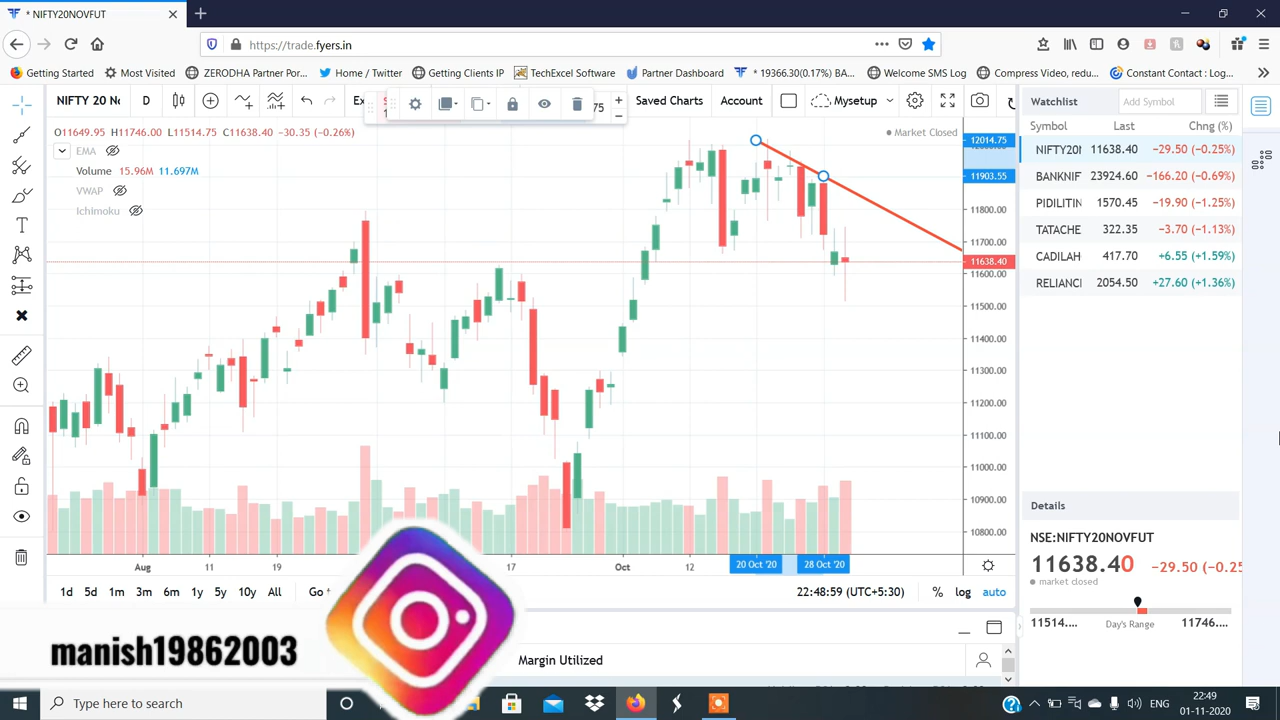 * NIFTY20NOVFUT
https://trade.fyers.in
Getting Started
Most Visited
ZERODHA Partner Por...
Home / Twitter
Getting Clients IP
TechExcel Software
Partner Dashboard
* 19366.30(0.17%) BA...
Welcome SMS Log
Compress Video, redu...
Constant Contact : Log...
NIFTY 20 No
D
75
Saved Charts
Account
Mysetup
O11649.95 H11746.00 L11514.75 C11638.40 -30.35 (-0.26%)
Market Closed
EMA
Volume 15.96M 11.697M
VWAP
Ichimoku
12014.75
11903.55
11800.00
11700.00
11638.40
11600.00
11500.00
11400.00
11300.00
11200.00
11100.00
11000.00
10900.00
10800.00
Aug
11
19
17
Oct
12
20 Oct '20
28 Oct '20
1d 5d 1m 3m 6m 1y 5y All
22:48:59 (UTC+5:30)
% log auto
Margin Utilized
manish19862003
Watchlist
Add Symbol
Symbol Last Chng (%)
NIFTY20 11638.40 -29.50 (-0.25%)
BANKNIF 23924.60 -166.20 (-0.69%)
PIDILITIN 1570.45 -19.90 (-1.25%)
TATACHE 322.35 -3.70 (-1.13%)
CADILAH 417.70 +6.55 (+1.59%)
RELIANC 2054.50 +27.60 (+1.36%)
Details
NSE:NIFTY20NOVFUT
11638.40 -29.50 (-0.25
market closed
11514.... Day's Range 11746....
Type here to search
ENG
22:49
01-11-2020